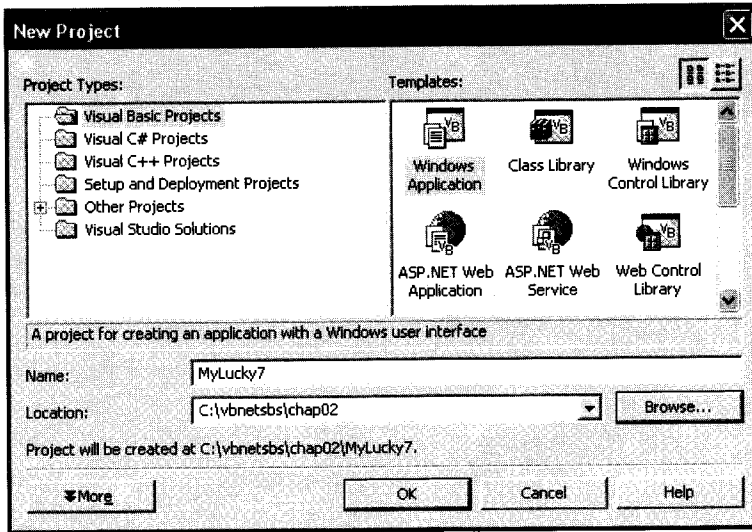 New Project
Project Types:
Templates:
Visual Basic Projects
Visual C# Projects
Visual C++ Projects
Setup and Deployment Projects
Other Projects
Visual Studio Solutions
Windows Application
Class Library
Windows Control Library
ASP.NET Web Application
ASP.NET Web Service
Web Control Library
A project for creating an application with a Windows user interface
Name:
MyLucky7
Location:
C:\vbnetsbs\chap02
Browse...
Project will be created at C:\vbnetsbs\chap02\MyLucky7.
More
OK
Cancel
Help